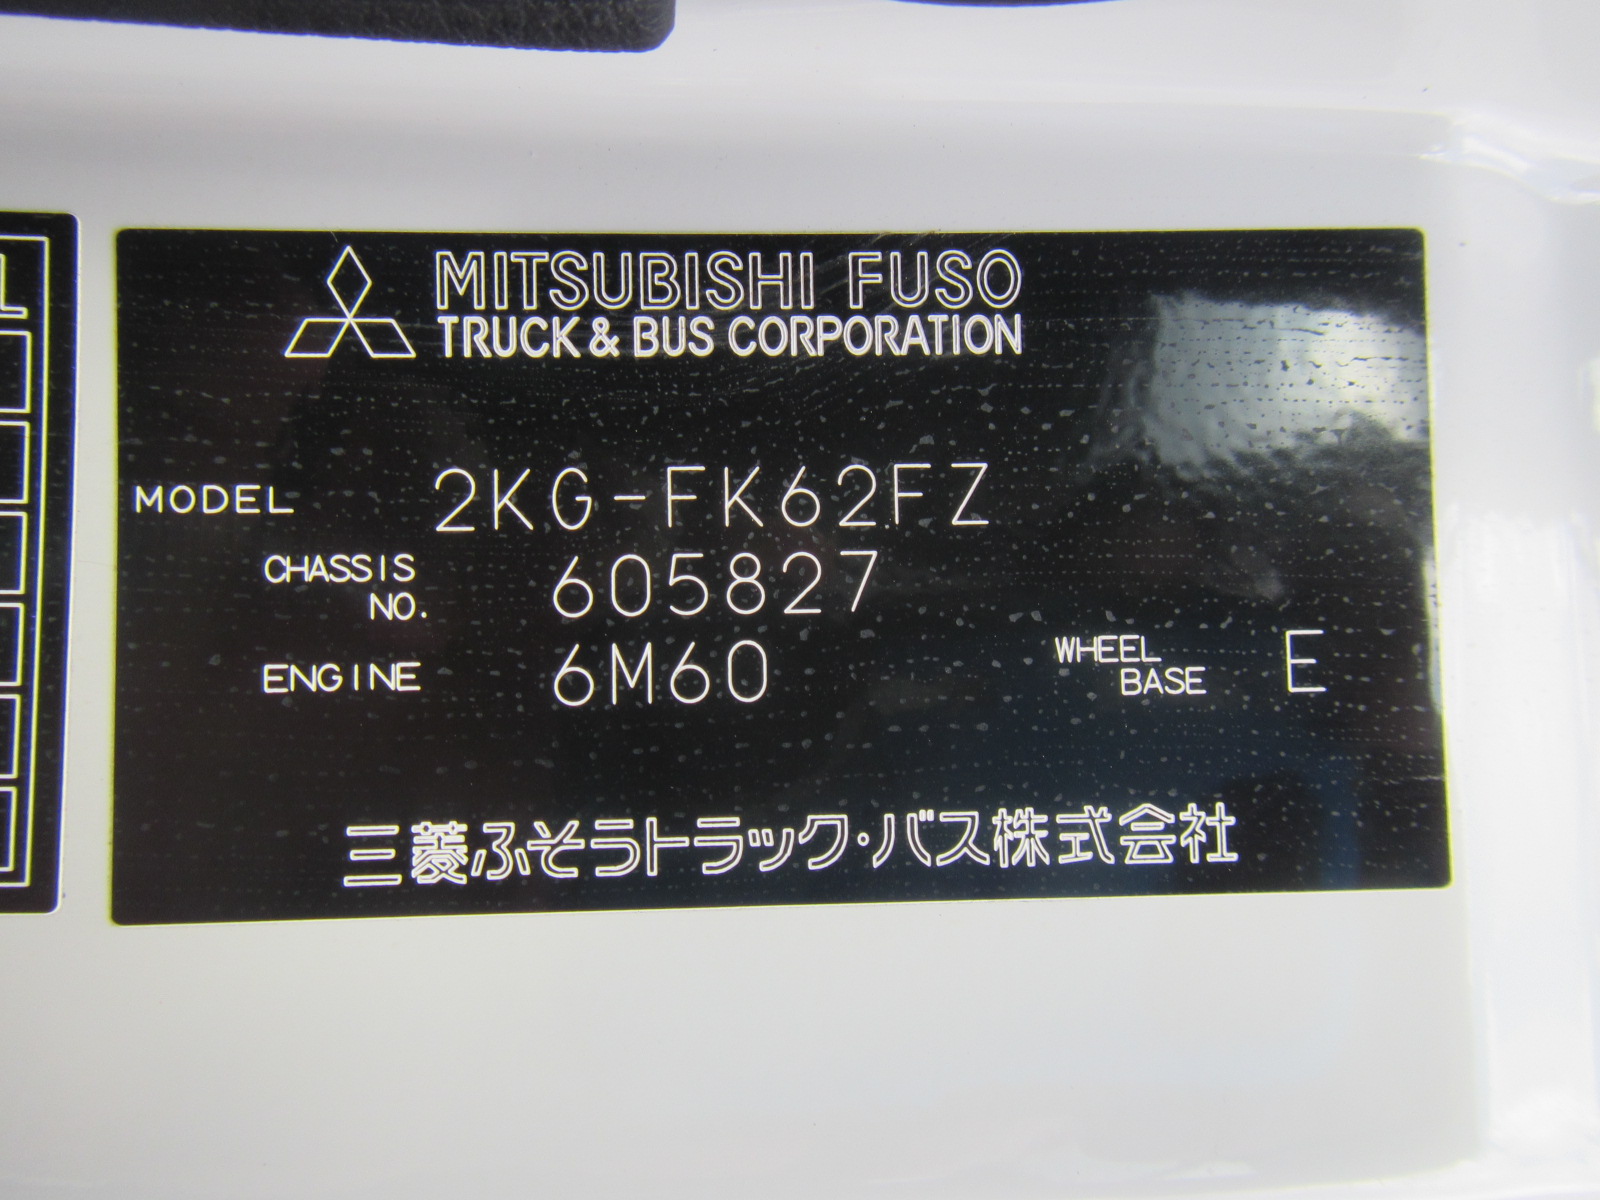 MITSUBISHI FUSO
TRUCK & BUS CORPORATION
MODEL 2KG-FK62FZ
CHASSIS NO. 605827
ENGINE 6M60
WHEEL BASE E
三菱ふそうトラック・バス株式会社